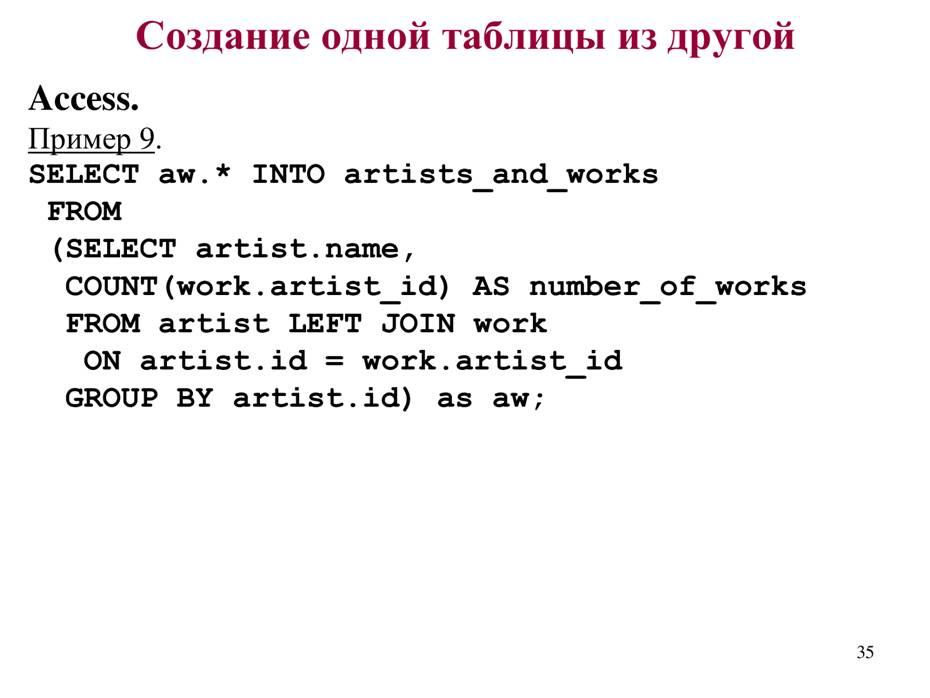 Создание одной таблицы из другой
Access.
Пример 9.
SELECT aw.* INTO artists_and_works
FROM
(SELECT artist.name,
COUNT(work.artist_id) AS number_of_works
FROM artist LEFT JOIN work
ON artist.id = work.artist_id
GROUP BY artist.id) as aw;
35